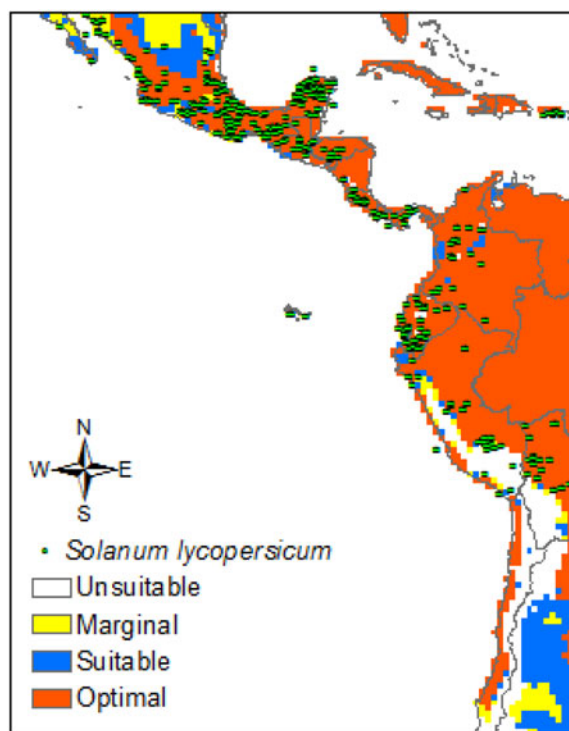 N
W E
S
Solanum lycopersicum
Unsuitable
Marginal
Suitable
Optimal